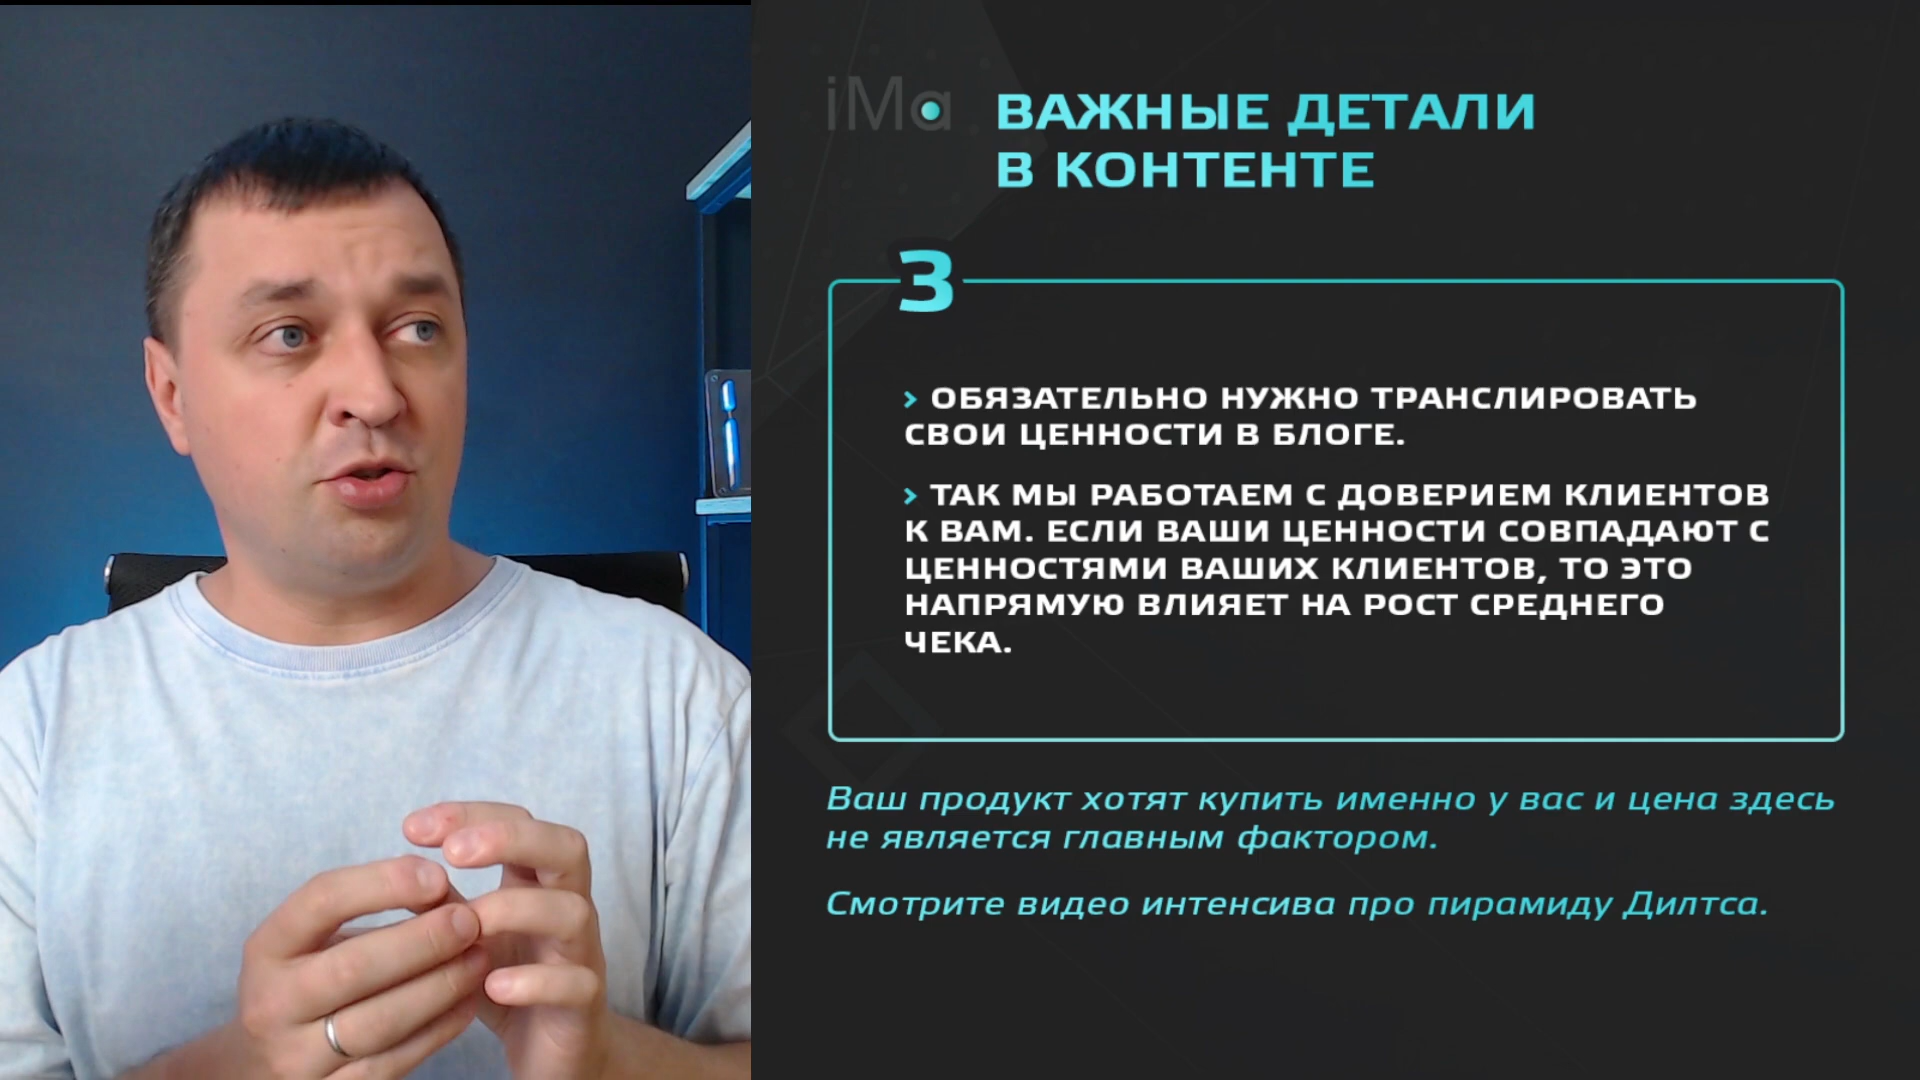 iMa
ВАЖНЫЕ ДЕТАЛИ
В КОНТЕНТЕ
3
› ОБЯЗАТЕЛЬНО НУЖНО ТРАНСЛИРОВАТЬ
СВОИ ЦЕННОСТИ В БЛОГЕ.
› ТАК МЫ РАБОТАЕМ С ДОВЕРИЕМ КЛИЕНТОВ
К ВАМ. ЕСЛИ ВАШИ ЦЕННОСТИ СОВПАДАЮТ С
ЦЕННОСТЯМИ ВАШИХ КЛИЕНТОВ, ТО ЭТО
НАПРЯМУЮ ВЛИЯЕТ НА РОСТ СРЕДНЕГО
ЧЕКА.
Ваш продукт хотят купить именно у вас и цена здесь
не является главным фактором.
Смотрите видео интенсива про пирамиду Дилтса.